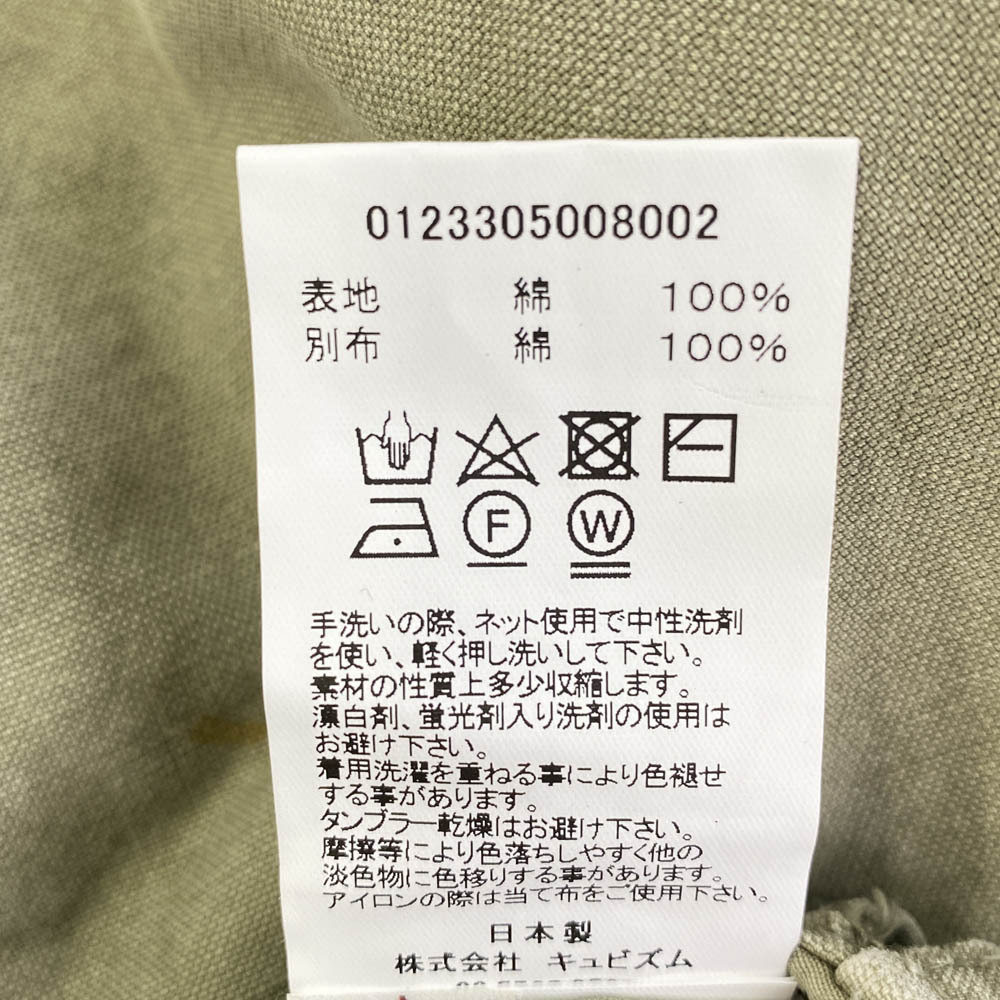 0123305008002
表地 綿 100%
別布 綿 100%
F W
手洗いの際、ネット使用で中性洗剤
を使い、軽く押し洗いして下さい。
素材の性質上多少収縮します。
漂白剤、蛍光剤入り洗剤の使用は
お避け下さい。
着用洗濯を重ねる事により色褪せ
する事があります。
タンブラー乾燥はお避け下さい。
摩擦等により色落ちしやすく他の
淡色物に色移りする事があります。
アイロンの際は当て布をご使用下さい。
日本製
株式会社 キュビズム